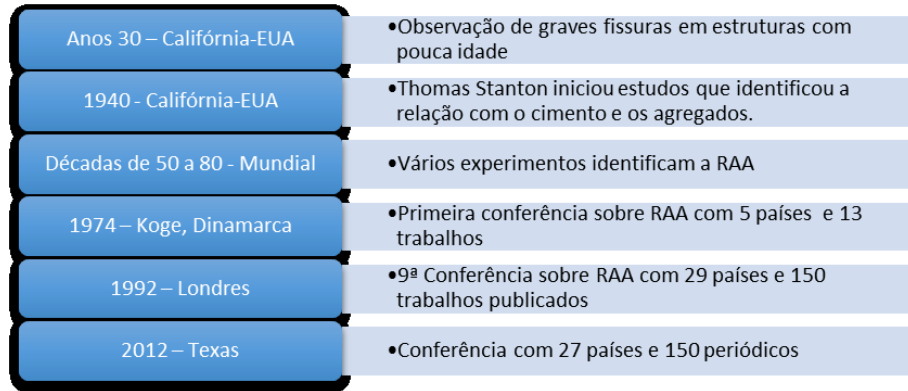 Anos 30 – Califórnia-EUA
•Observação de graves fissuras em estruturas com
pouca idade
1940 - Califórnia-EUA
•Thomas Stanton iniciou estudos que identificou a
relação com o cimento e os agregados.
Décadas de 50 a 80 - Mundial
•Vários experimentos identificam a RAA
1974 – Koge, Dinamarca
•Primeira conferência sobre RAA com 5 países e 13
trabalhos
1992 – Londres
•9ª Conferência sobre RAA com 29 países e 150
trabalhos publicados
2012 – Texas
•Conferência com 27 países e 150 periódicos